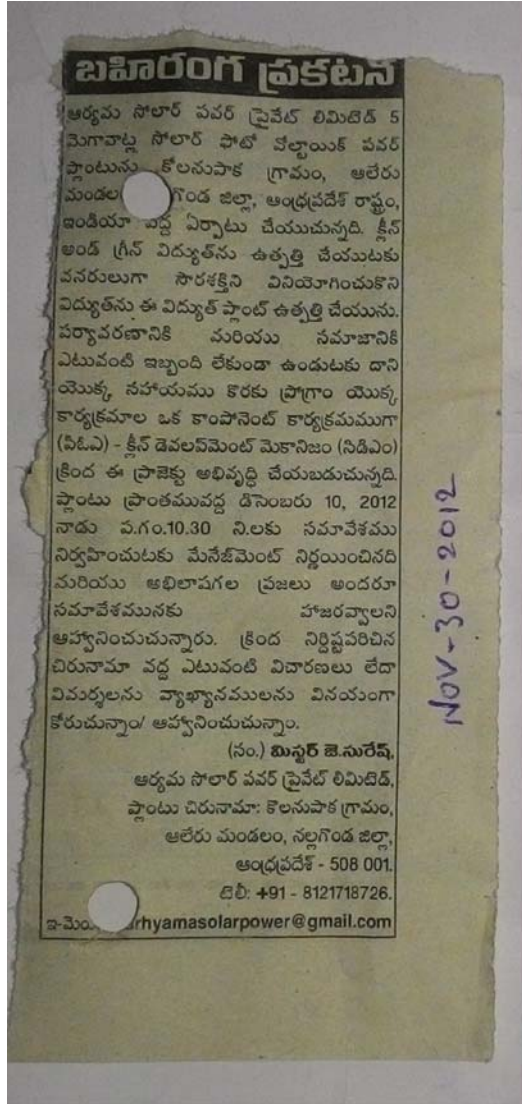 బహిరంగ ప్రకటన
ఆర్యమ సోలార్ పవర్ ప్రైవేట్ లిమిటెడ్ 5
మెగావాట్ల సోలార్ ఫోటో వోల్టాయిక్ పవర్
ప్లాంటును కోలనుపాక గ్రామం, ఆలేరు
మండల గొండ జిల్లా, ఆంధ్రప్రదేశ్ రాష్ట్రం,
ఇండియా వద్ద ఏర్పాటు చేయుచున్నది. క్లీన్
అండ్ గ్రీన్ విద్యుత్‌ను ఉత్పత్తి చేయుటకు
వనరులుగా సౌరశక్తిని వినియోగించుకొని
విద్యుత్‌ను ఈ విద్యుత్ ప్లాంట్ ఉత్పత్తి చేయును.
పర్యావరణానికి మరియు సమాజానికి
ఎటువంటి ఇబ్బంది లేకుండా ఉండుటకు దాని
యొక్క సహాయము కొరకు ప్రోగ్రాం యొక్క
కార్యక్రమాల ఒక కాంపోనెంట్ కార్యక్రమముగా
(పీఓఎ) - క్లీన్ డెవలప్‌మెంట్ మెకానిజం (సిడిఎం)
క్రింద ఈ ప్రాజెక్టు అభివృద్ధి చేయబడుచున్నది.
ప్లాంటు ప్రాంతమువద్ద డిసెంబరు 10, 2012
నాడు ప.గం.10.30 ని.లకు సమావేశము
నిర్వహించుటకు మేనేజ్‌మెంట్ నిర్ణయించినది
మరియు అభిలాషగల ప్రజలు అందరూ
సమావేశమునకు హాజరవ్వాలని
ఆహ్వానించుచున్నారు. క్రింద నిర్దిష్టపరిచిన
చిరునామా వద్ద ఎటువంటి విచారణలు లేదా
విమర్శలను వ్యాఖ్యానములను వినయంగా
కోరుచున్నాం/ ఆహ్వానించుచున్నాం.
(సం.) మిస్టర్ జె.సురేష్,
ఆర్యమ సోలార్ పవర్ ప్రైవేట్ లిమిటెడ్,
ప్లాంటు చిరునామా: కొలనుపాక గ్రామం,
ఆలేరు మండలం, నల్లగొండ జిల్లా,
ఆంధ్రప్రదేశ్ - 508 001.
టెలీ: +91 - 8121718726.
ఇ-మెయి rhyamasolarpower@gmail.com
NOV-30-2012